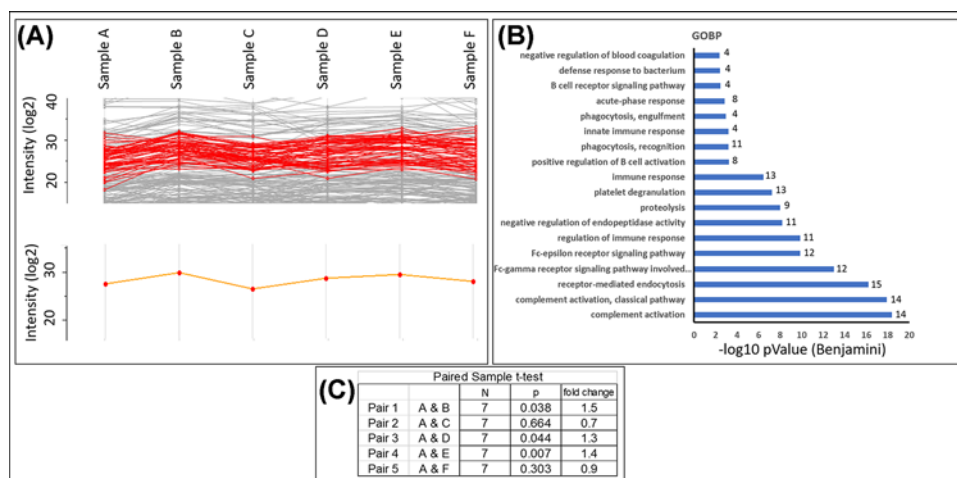 (A)
Sample A
Sample B
Sample C
Sample D
Sample E
Sample F
Intensity (log2)
40
30
20
Intensity (log2)
30
20
(B)
GOBP
negative regulation of blood coagulation 4
defense response to bacterium 4
B cell receptor signaling pathway 4
acute-phase response 8
phagocytosis, engulfment 4
innate immune response 4
phagocytosis, recognition 11
positive regulation of B cell activation 8
immune response 13
platelet degranulation 13
proteolysis 9
negative regulation of endopeptidase activity 11
regulation of immune response 11
Fc-epsilon receptor signaling pathway 12
Fc-gamma receptor signaling pathway involved... 12
receptor-mediated endocytosis 15
complement activation, classical pathway 14
complement activation 14
0 2 4 6 8 10 12 14 16 18 20
-log10 pValue (Benjamini)
(C)
Paired Sample t-test
N p fold change
Pair 1 A & B 7 0.038 1.5
Pair 2 A & C 7 0.664 0.7
Pair 3 A & D 7 0.044 1.3
Pair 4 A & E 7 0.007 1.4
Pair 5 A & F 7 0.303 0.9